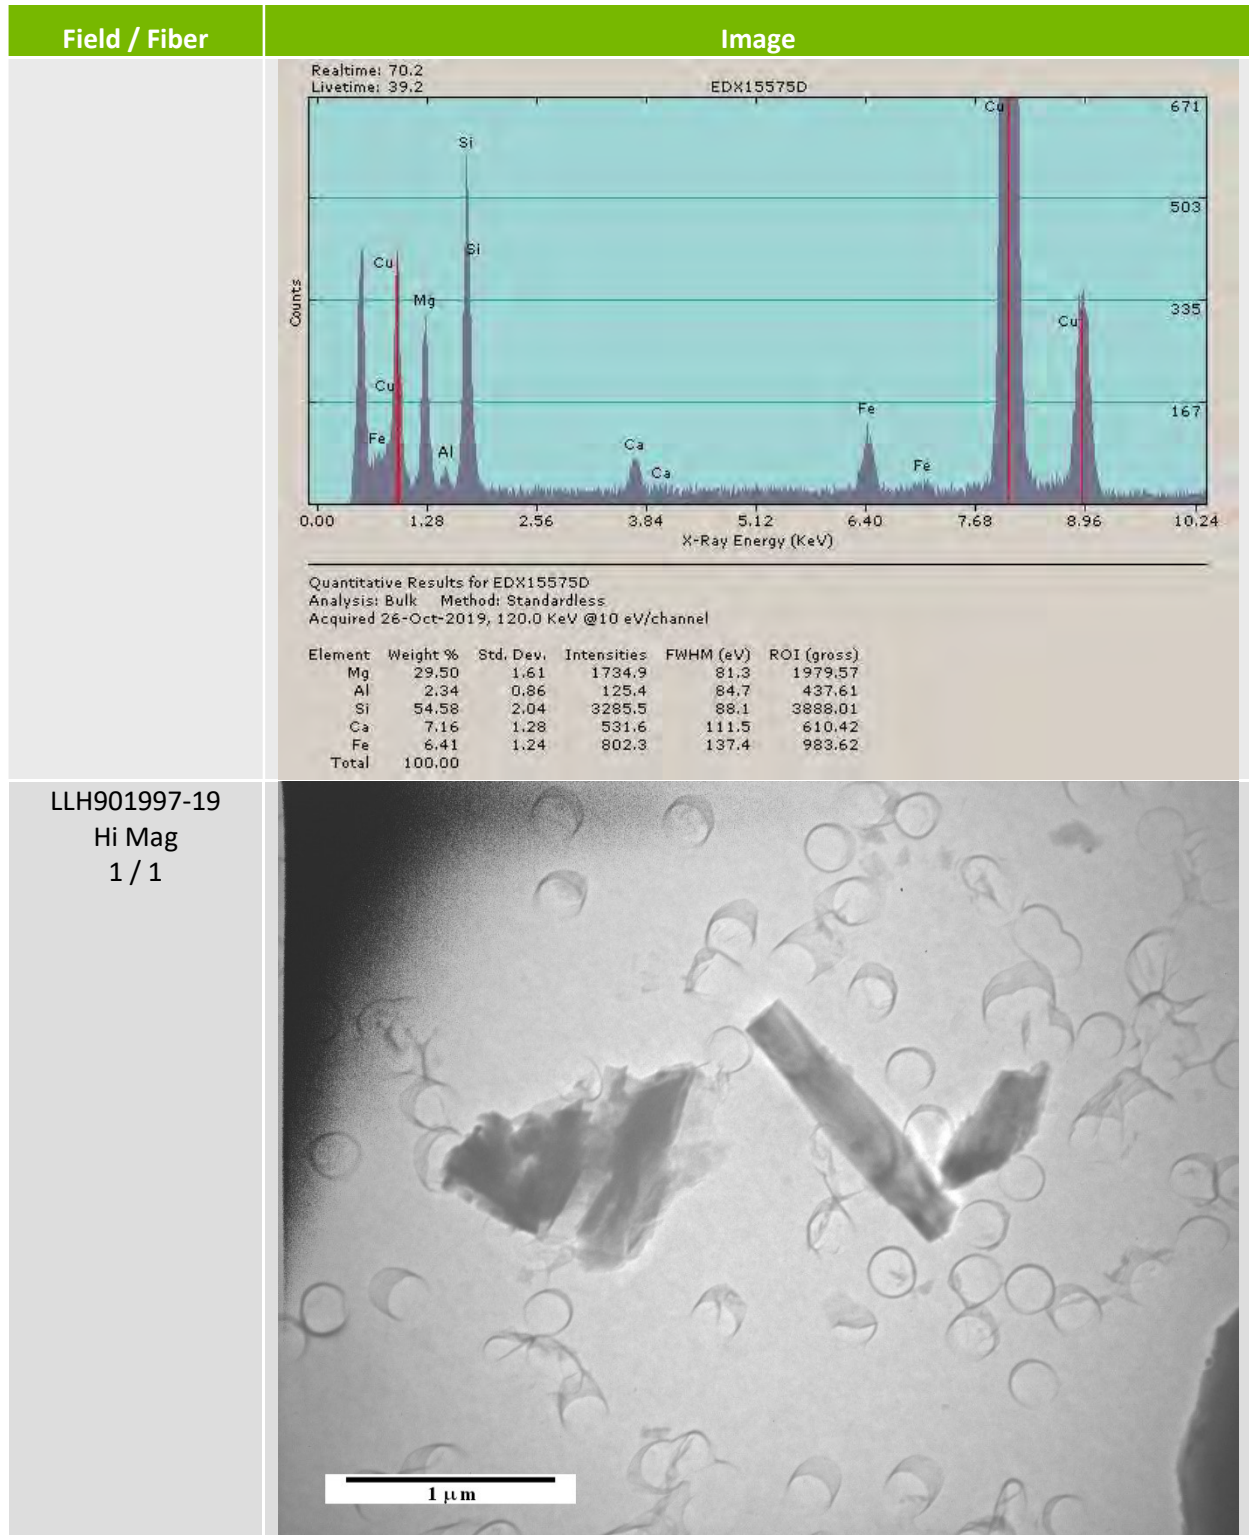 Field / Fiber Image
Realtime: 70.2
Livetime: 39.2 EDX15575D
Cu 671
Si
503
Cu Si
Mg
Counts
335
Cu
Cu
Fe 167
Fe
Al Ca
Ca Fe
0.00 1.28 2.56 3.84 5.12 6.40 7.68 8.96 10.24
X-Ray Energy (KeV)
Quantitative Results for EDX15575D
Analysis: Bulk Method: Standardless
Acquired 26-Oct-2019, 120.0 KeV @10 eV/channel
Element Weight % Std. Dev. Intensities FWHM (eV) ROI (gross)
Mg 29.50 1.61 1734.9 81.3 1979.57
Al 2.34 0.86 125.4 84.7 437.61
Si 54.58 2.04 3285.5 88.1 3888.01
Ca 7.16 1.28 531.6 111.5 610.42
Fe 6.41 1.24 802.3 137.4 983.62
Total 100.00
LLH901997-19
Hi Mag
1 / 1
1 μm